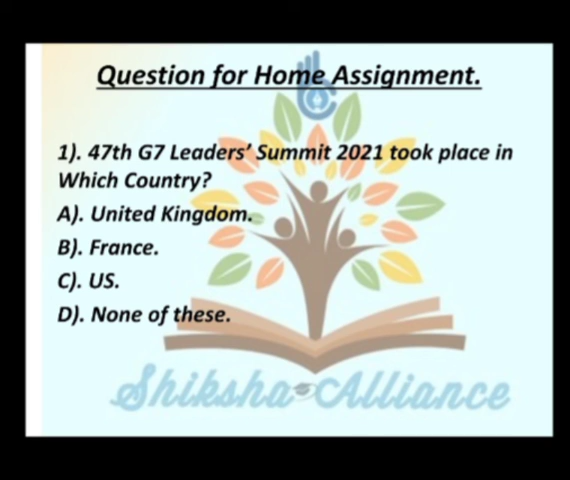 Question for Home Assignment.
1). 47th G7 Leaders' Summit 2021 took place in
Which Country?
A). United Kingdom.
B). France.
C). US.
D). None of these.
Shiksha Alliance